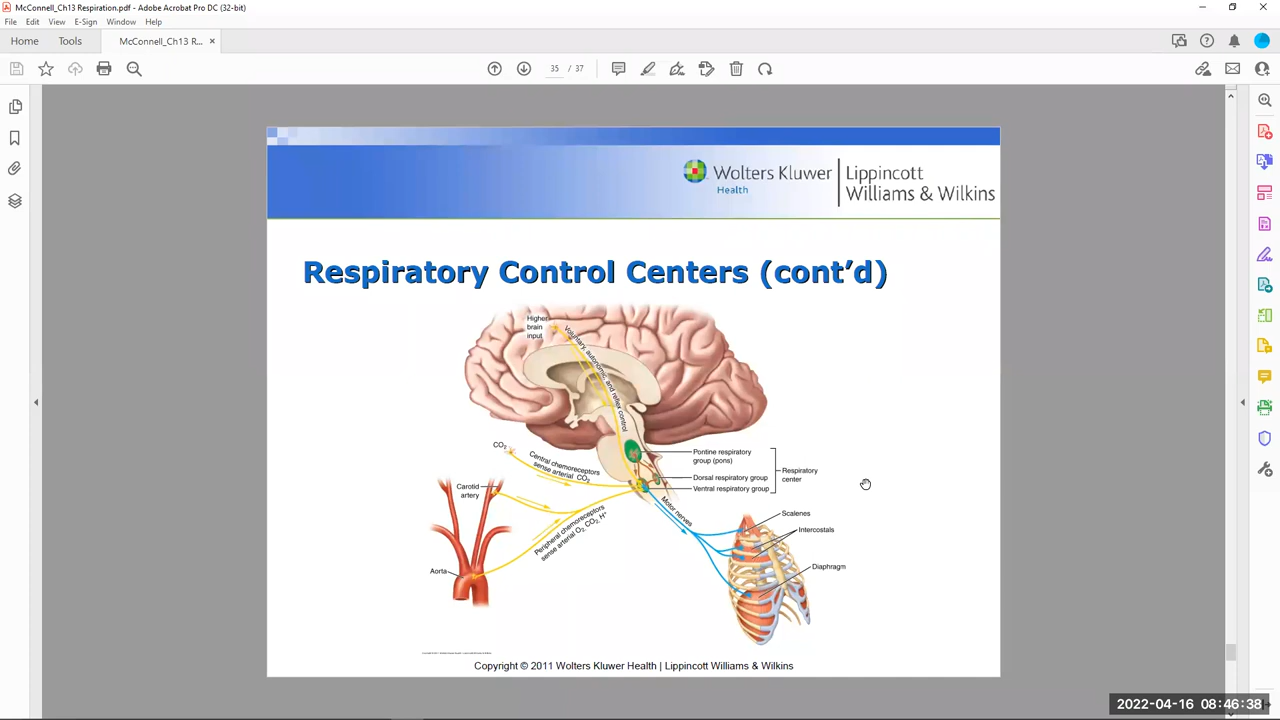 McConnell_Ch13 Respiration.pdf - Adobe Acrobat Pro DC (32-bit)
File Edit View E-Sign Window Help
Home Tools McConnell_Ch13 R... ×
35 / 37
Wolters Kluwer
Health
Lippincott
Williams & Wilkins
Respiratory Control Centers (cont’d)
Higher
brain
input
Voluntary, autonomic, and reflex control
CO₂
Central chemoreceptors
sense arterial CO₂
Pontine respiratory
group (pons)
Dorsal respiratory group
Ventral respiratory group
Respiratory
center
Carotid
artery
Motor nerves
Peripheral chemoreceptors
sense arterial O₂, CO₂, H⁺
Scalenes
Intercostals
Diaphragm
Aorta
Copyright © 2011 Wolters Kluwer Health | Lippincott Williams & Wilkins
2022-04-16 08:46:38